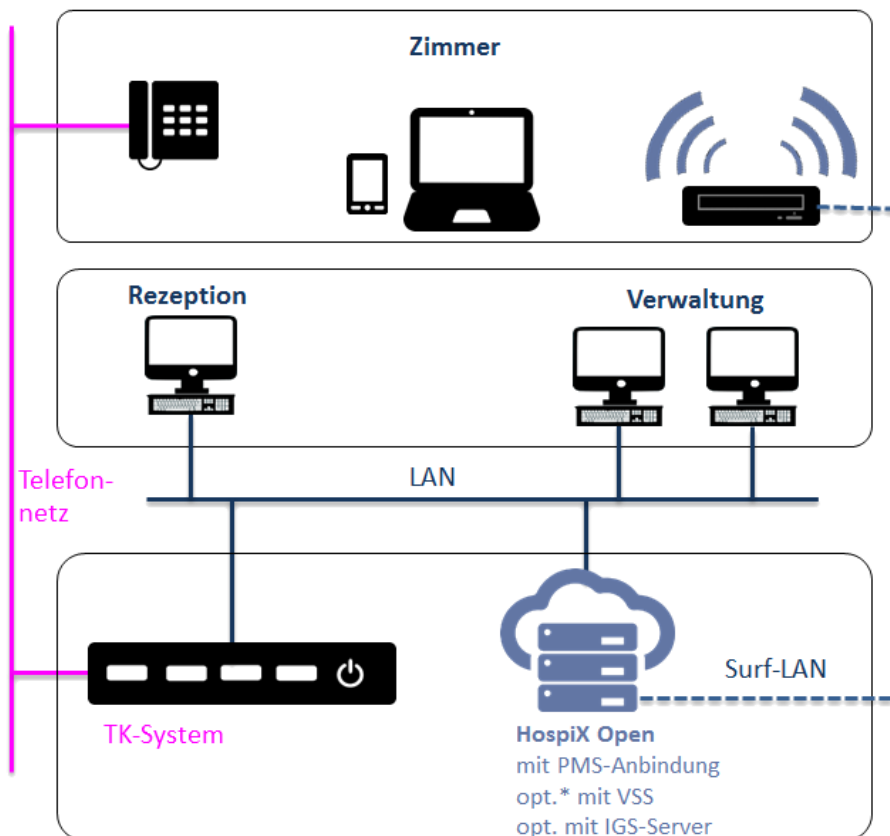 Zimmer
Rezeption
Verwaltung
LAN
Telefon-
netz
Surf-LAN
TK-System
HospiX Open
mit PMS-Anbindung
opt.* mit VSS
opt. mit IGS-Server